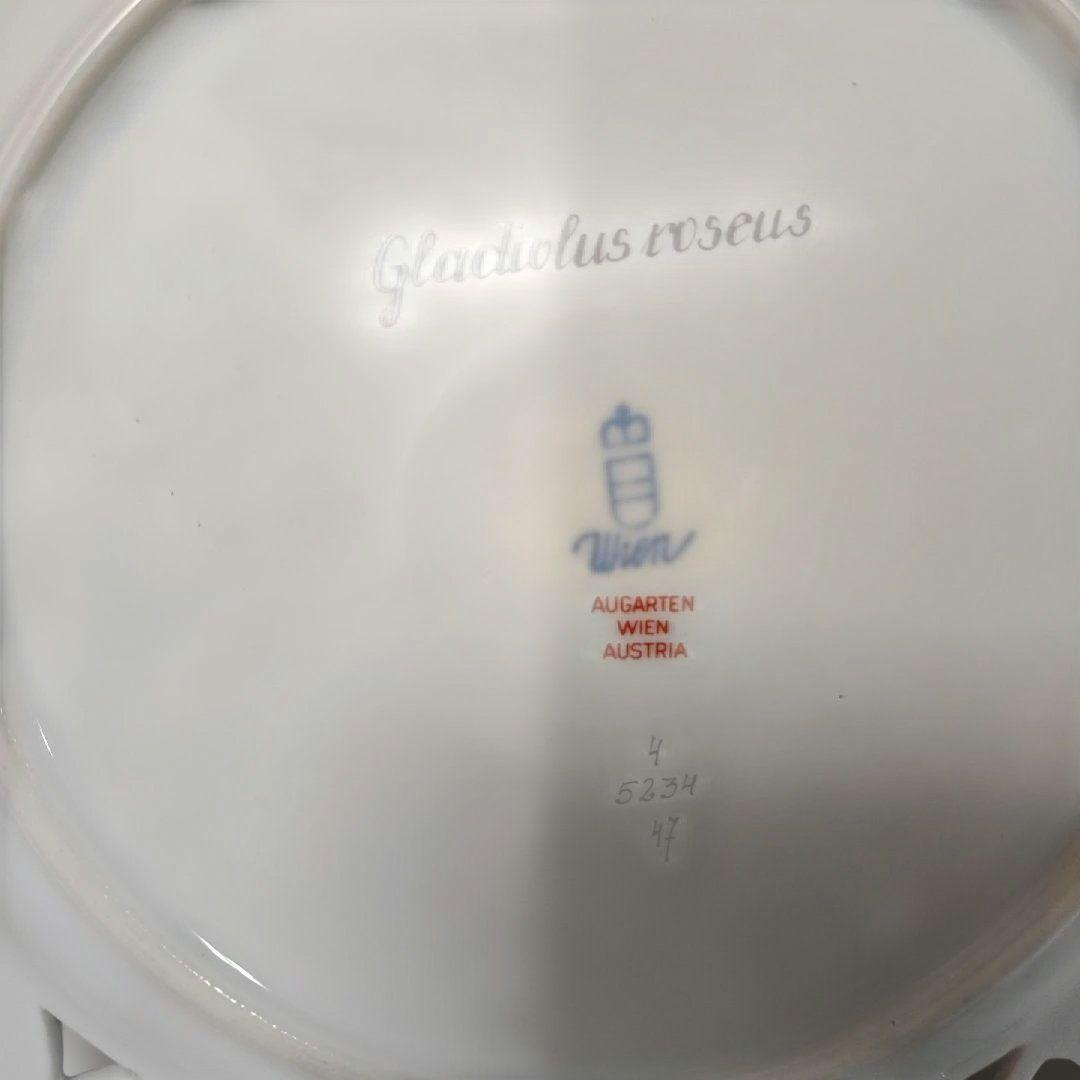 Gladiolus roseus
Wien
AUGARTEN
WIEN
AUSTRIA
4
5234
47